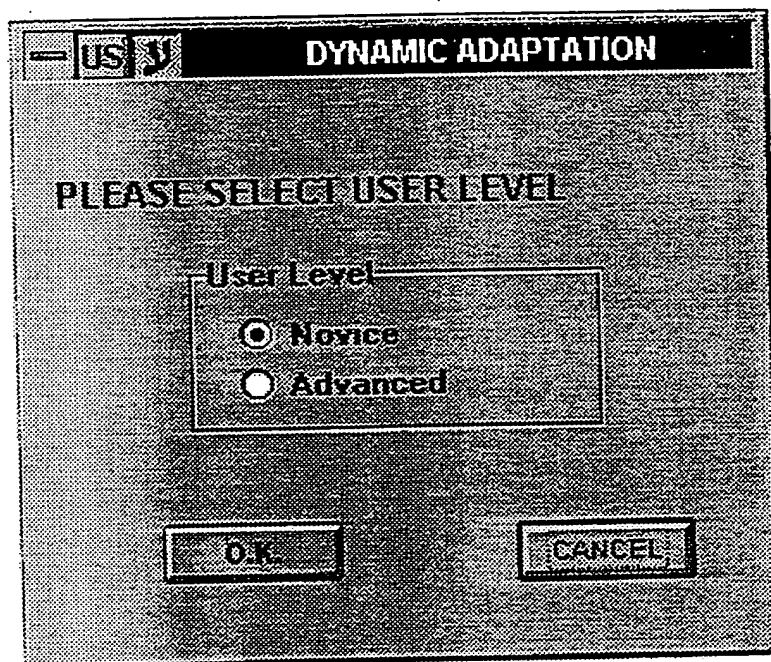 US ע DYNAMIC ADAPTATION
PLEASE SELECT USER LEVEL
User Level
Novice
Advanced
O.K. CANCEL